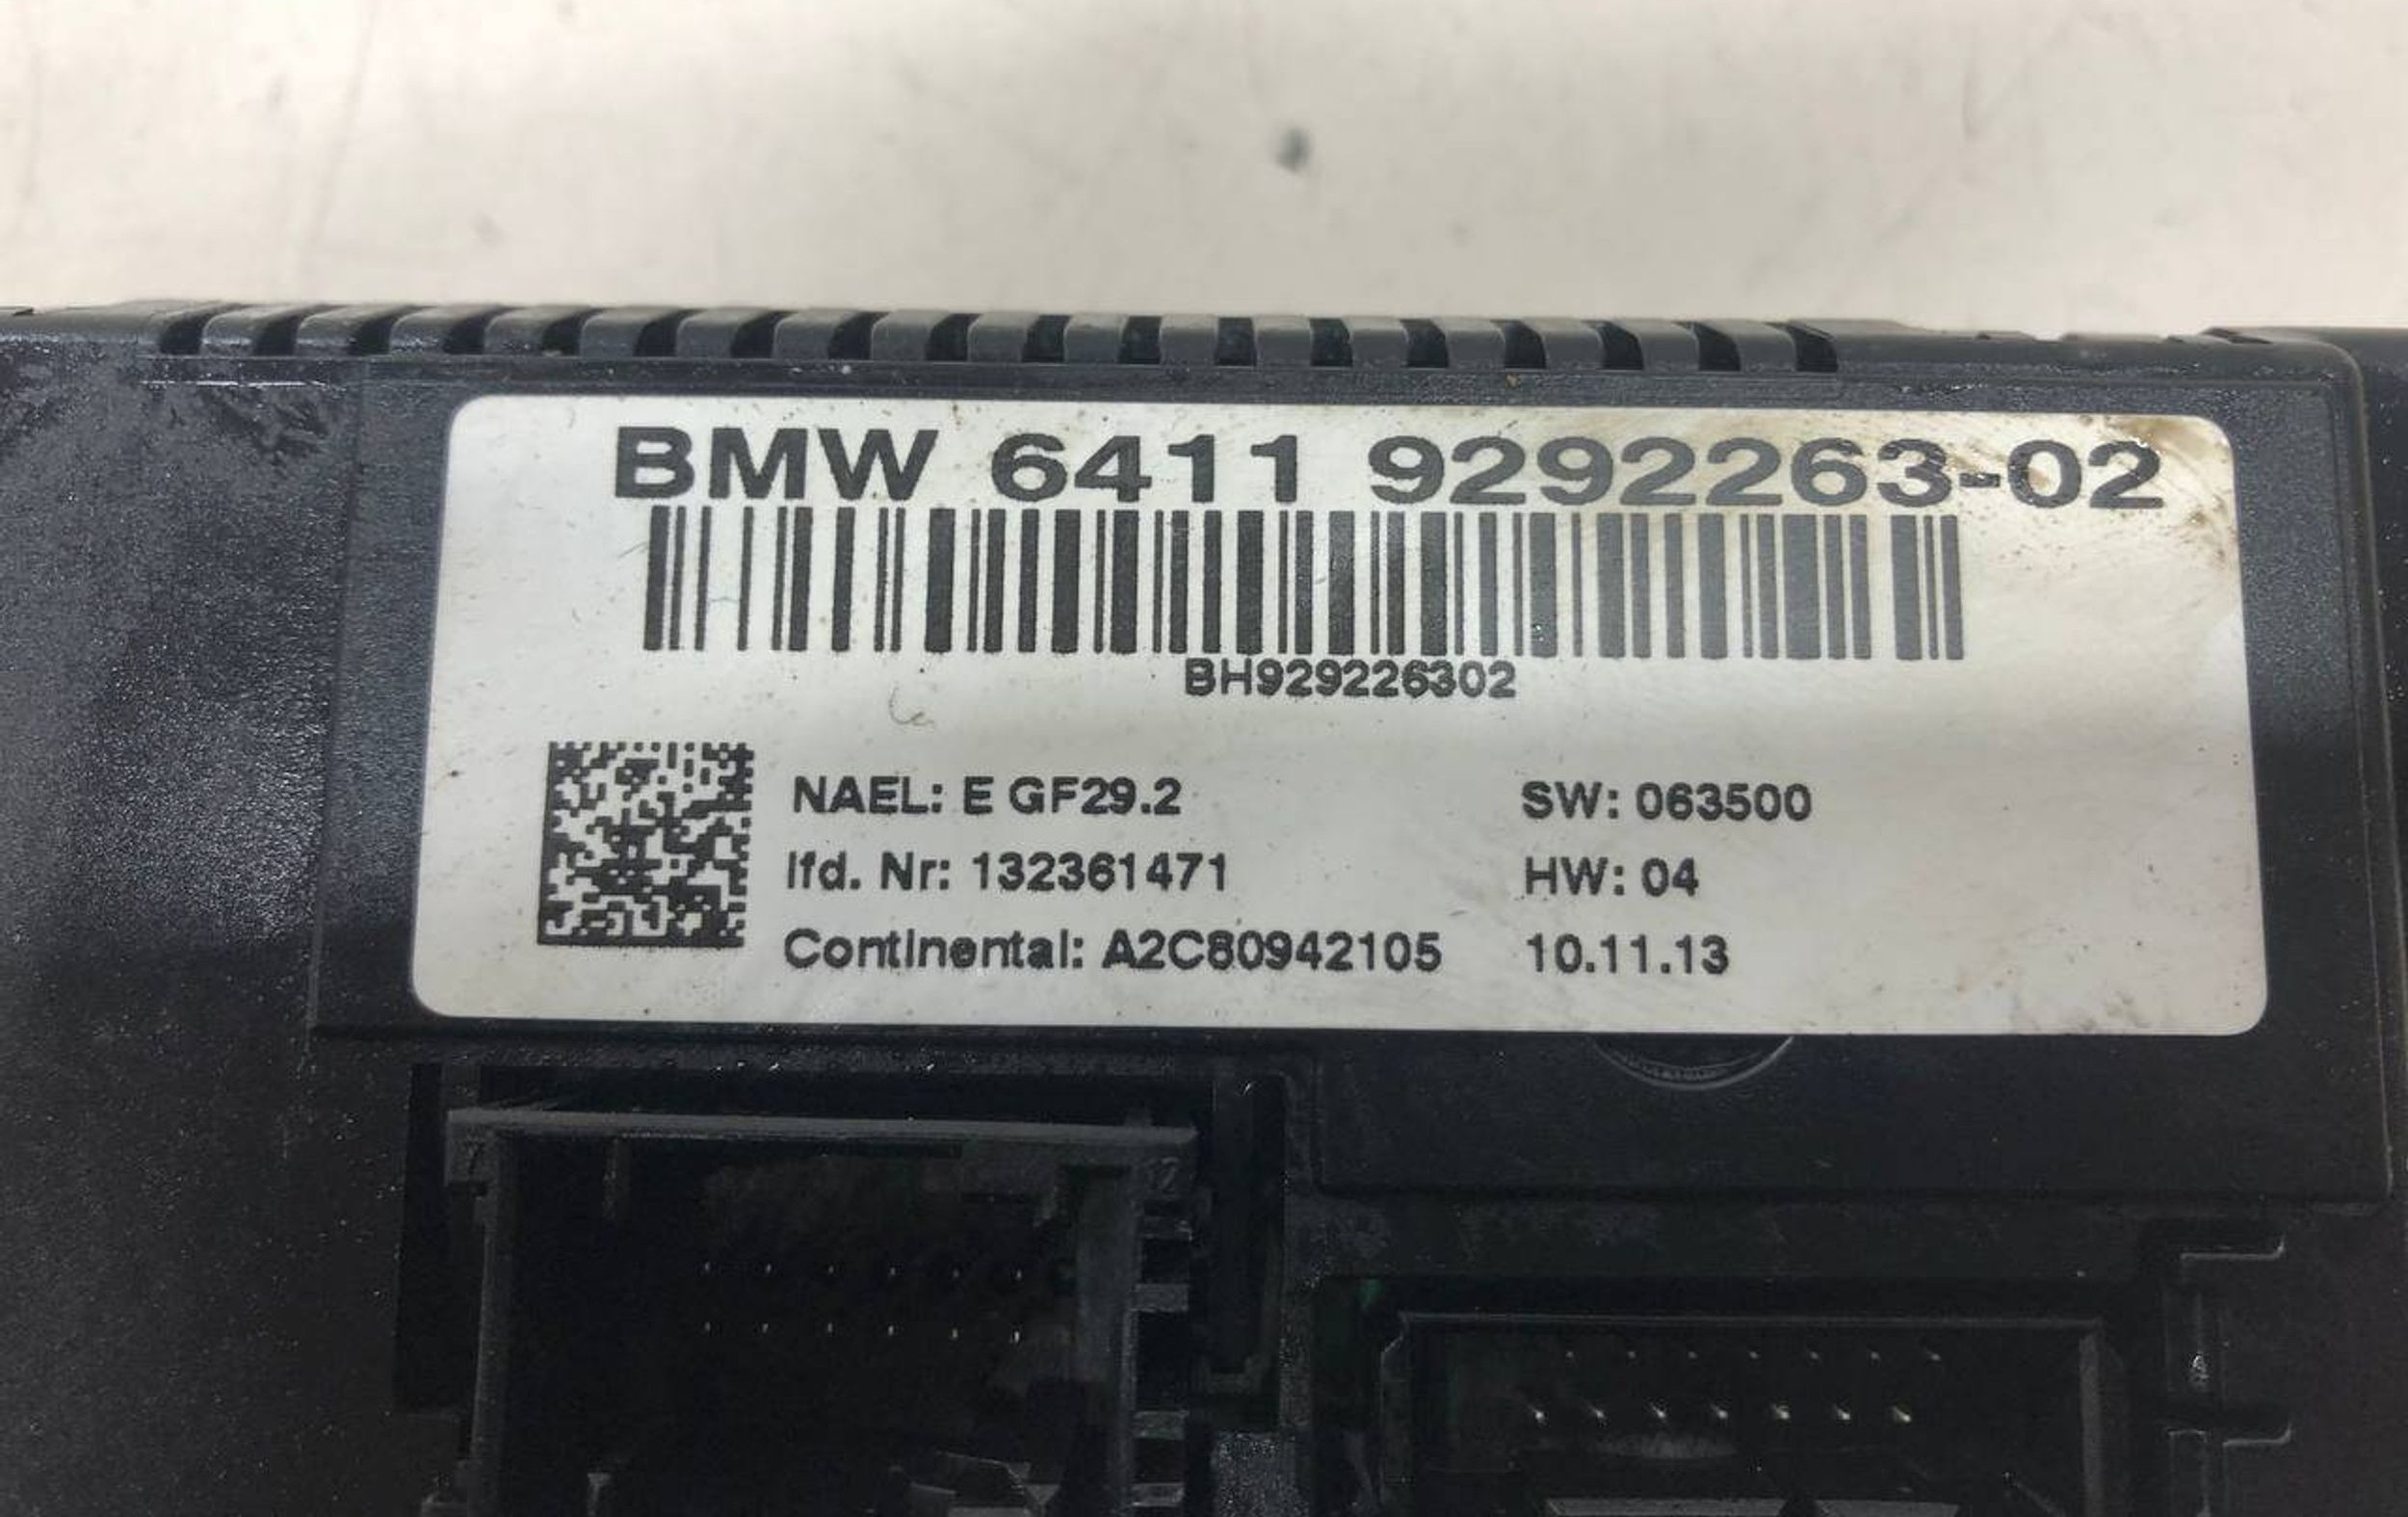 BMW 6411 9292263-02
BH929226302
NAEL: E GF29.2 SW: 063500
lfd. Nr: 132361471 HW: 04
Continental: A2C80942105 10.11.13